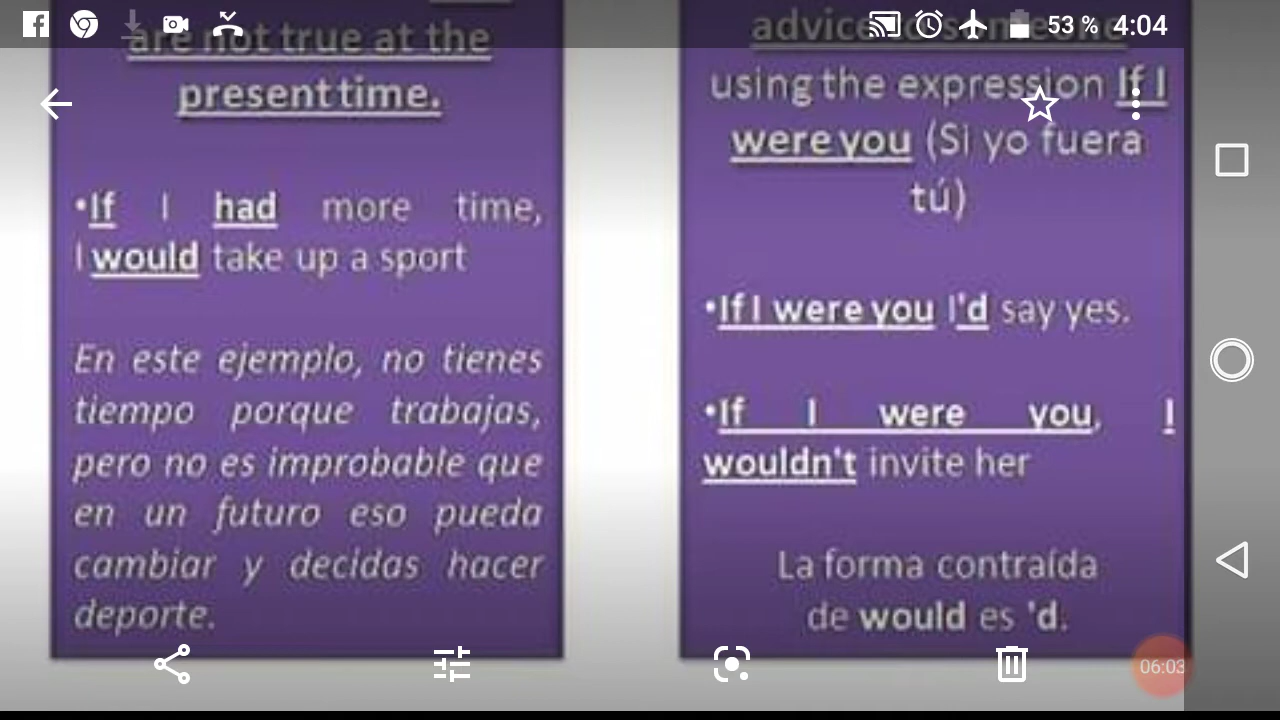 53 % 4:04
are not true at the
present time.
•If I had more time,
I would take up a sport
En este ejemplo, no tienes
tiempo porque trabajas,
pero no es improbable que
en un futuro eso pueda
cambiar y decidas hacer
deporte.
advice to someone
using the expression If I
were you (Si yo fuera
tú)
•If I were you I'd say yes.
•If I were you, I
wouldn't invite her
La forma contraída
de would es 'd.
06:03